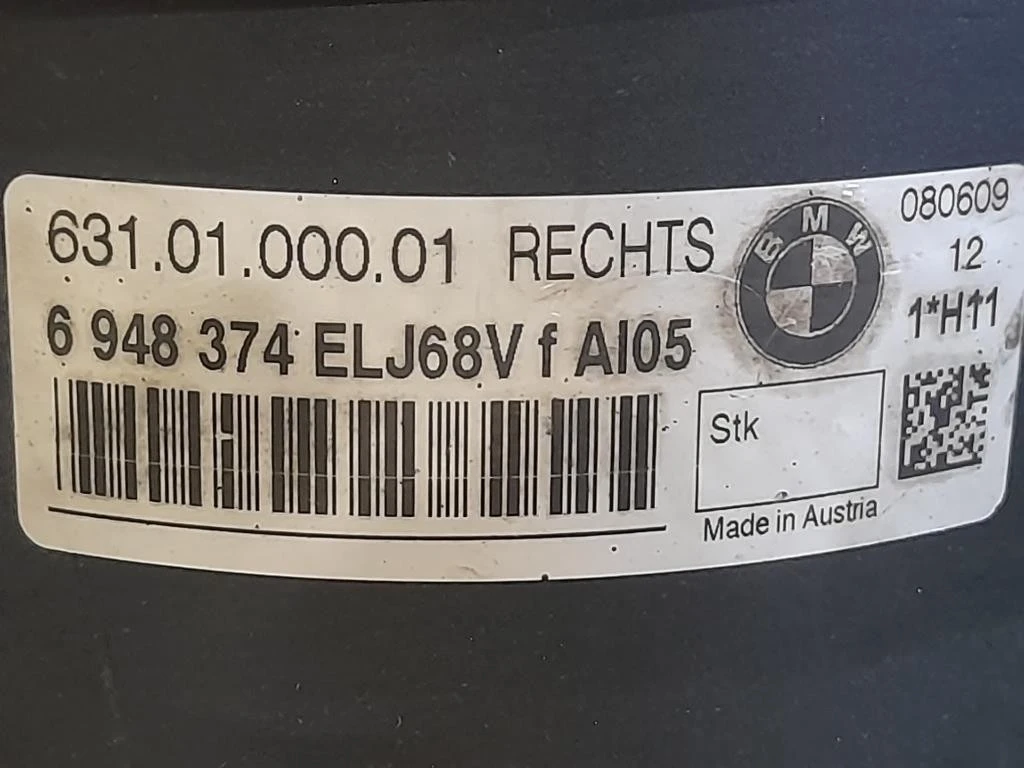 631.01.000.01 RECHTS
6 948 374 ELJ68V f AI05
BMW
080609
12
1*H11
Stk
Made in Austria